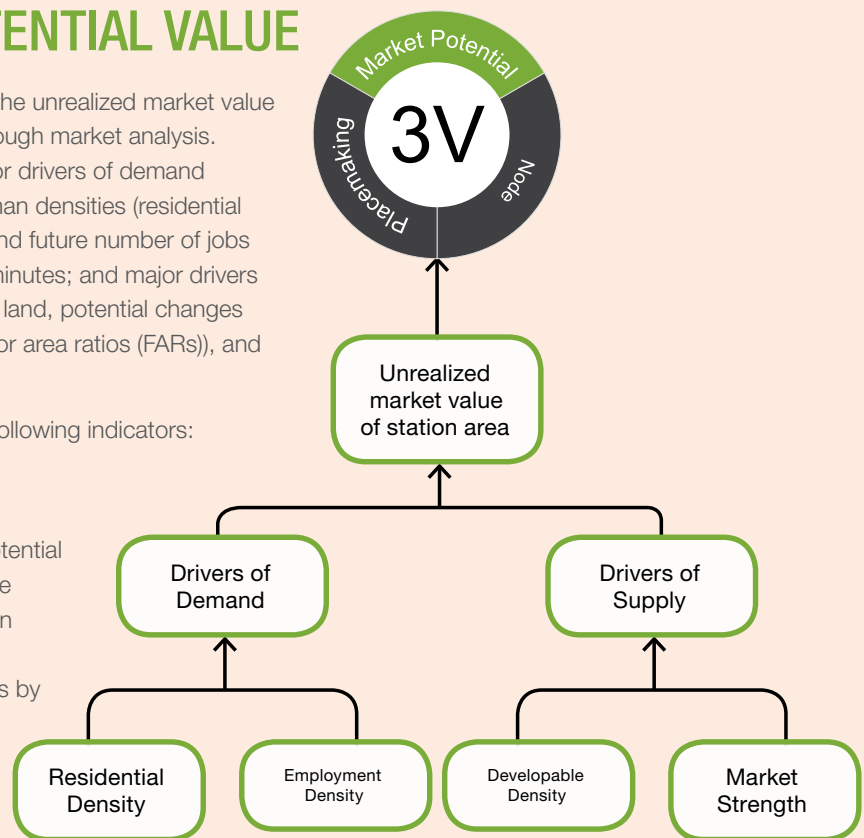 TENTIAL VALUE
he unrealized market value
ough market analysis.
or drivers of demand
nan densities (residential
nd future number of jobs
minutes; and major drivers
land, potential changes
or area ratios (FARs)), and
ollowing indicators:
otential
e
n
s by
Market Potential
Placemaking
Node
3V
Unrealized
market value
of station area
Drivers of
Demand
Drivers of
Supply
Residential
Density
Employment
Density
Developable
Density
Market
Strength